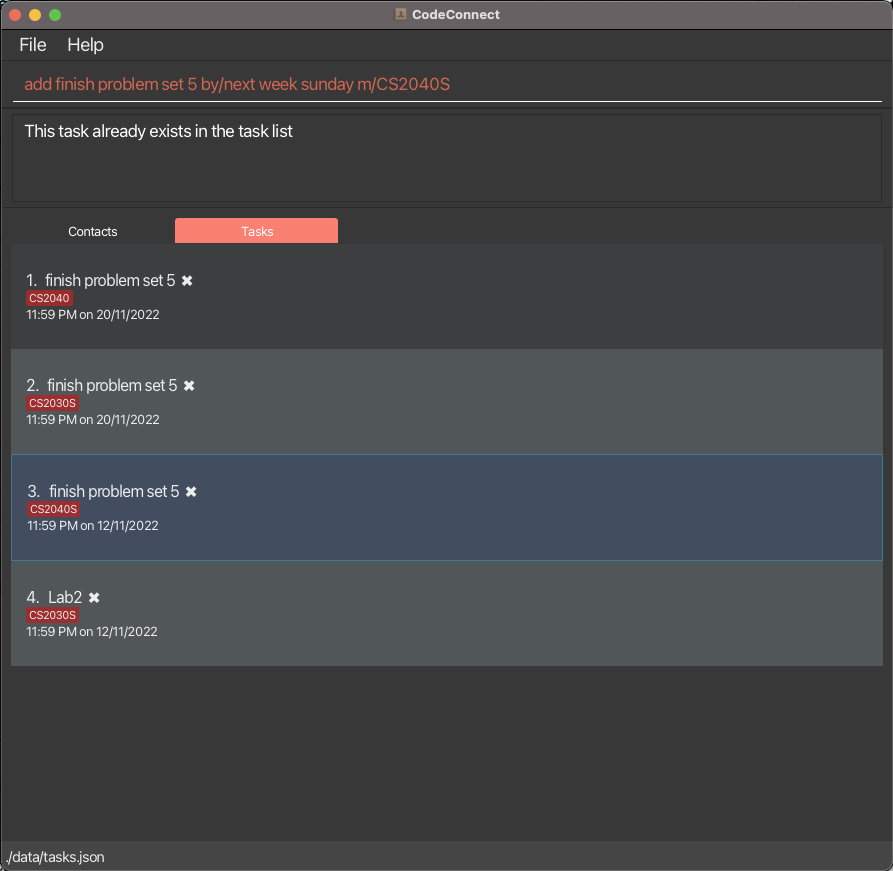 CodeConnect
File Help
add finish problem set 5 by/next week sunday m/CS2040S
This task already exists in the task list
Contacts Tasks
1. finish problem set 5 ✖
CS2040
11:59 PM on 20/11/2022
2. finish problem set 5 ✖
CS2030S
11:59 PM on 20/11/2022
3. finish problem set 5 ✖
CS2040S
11:59 PM on 12/11/2022
4. Lab2 ✖
CS2030S
11:59 PM on 12/11/2022
./data/tasks.json